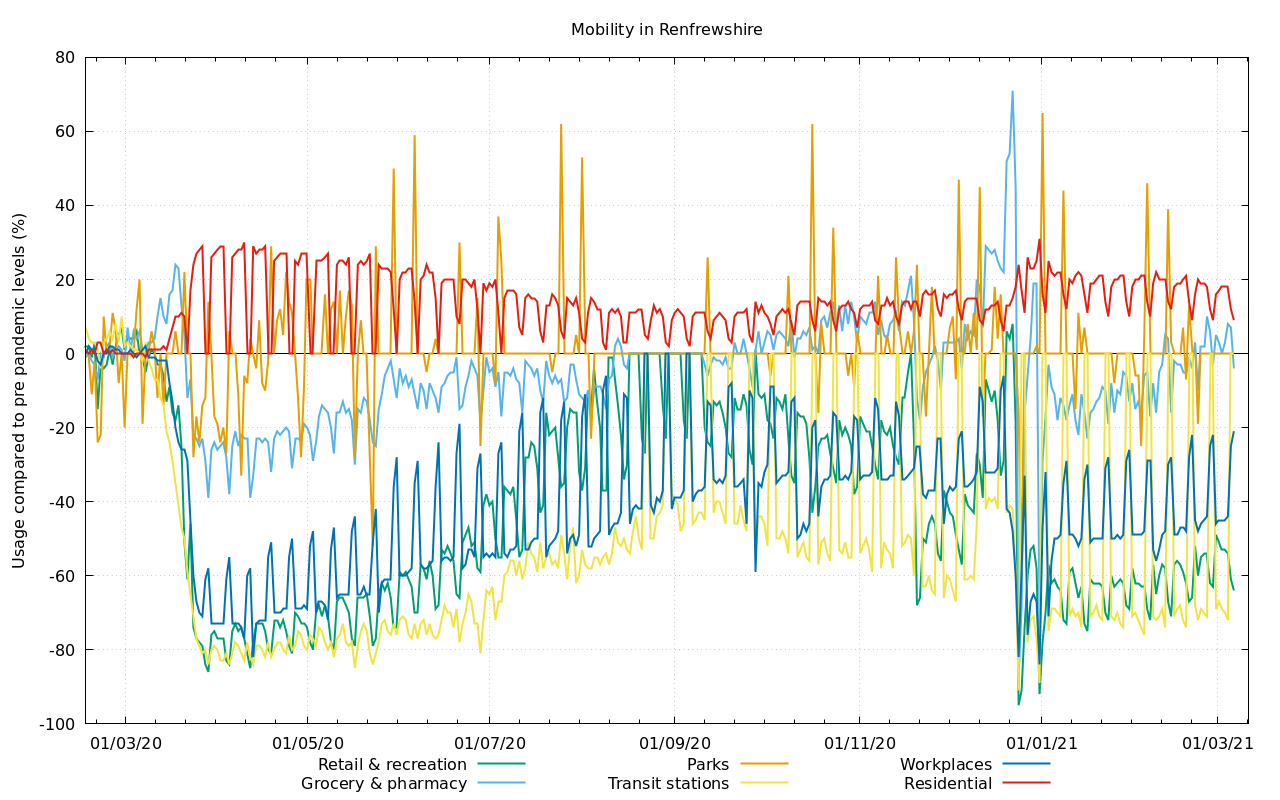 Mobility in Renfrewshire
Usage compared to pre pandemic levels (%)
80
60
40
20
0
-20
-40
-60
-80
-100
01/03/20 01/05/20 01/07/20 01/09/20 01/11/20 01/01/21 01/03/21
Retail & recreation Parks Workplaces
Grocery & pharmacy Transit stations Residential